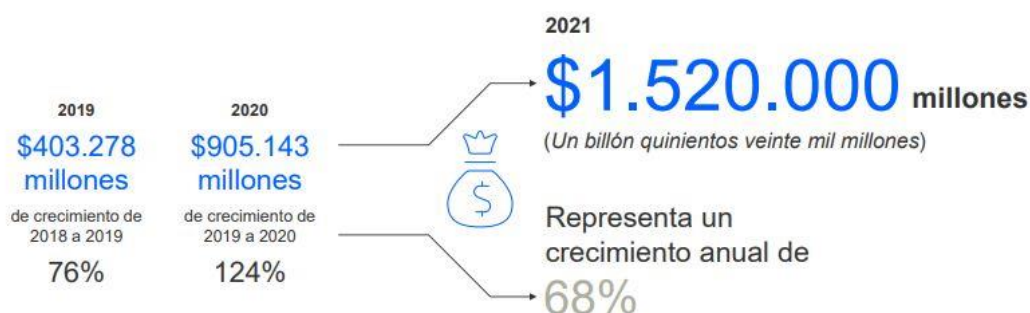 2019
$403.278
millones
de crecimiento de
2018 a 2019
76%
2020
$905.143
millones
de crecimiento de
2019 a 2020
124%
$
2021
$1.520.000 millones
(Un billón quinientos veinte mil millones)
Representa un
crecimiento anual de
68%